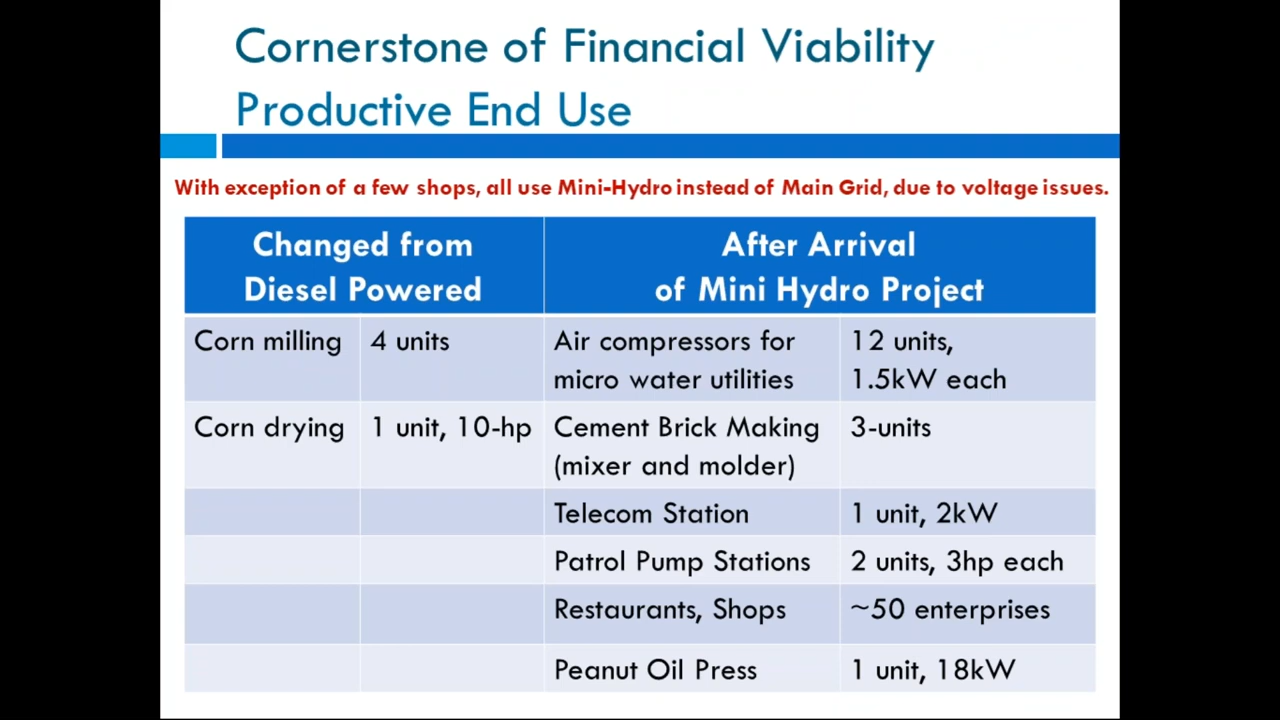 Cornerstone of Financial Viability
Productive End Use
With exception of a few shops, all use Mini-Hydro instead of Main Grid, due to voltage issues.
Changed from
Diesel Powered
After Arrival
of Mini Hydro Project
Corn milling
4 units
Air compressors for
micro water utilities
12 units,
1.5kW each
Corn drying
1 unit, 10-hp
Cement Brick Making
(mixer and molder)
3-units
Telecom Station
1 unit, 2kW
Patrol Pump Stations
2 units, 3hp each
Restaurants, Shops
~50 enterprises
Peanut Oil Press
1 unit, 18kW